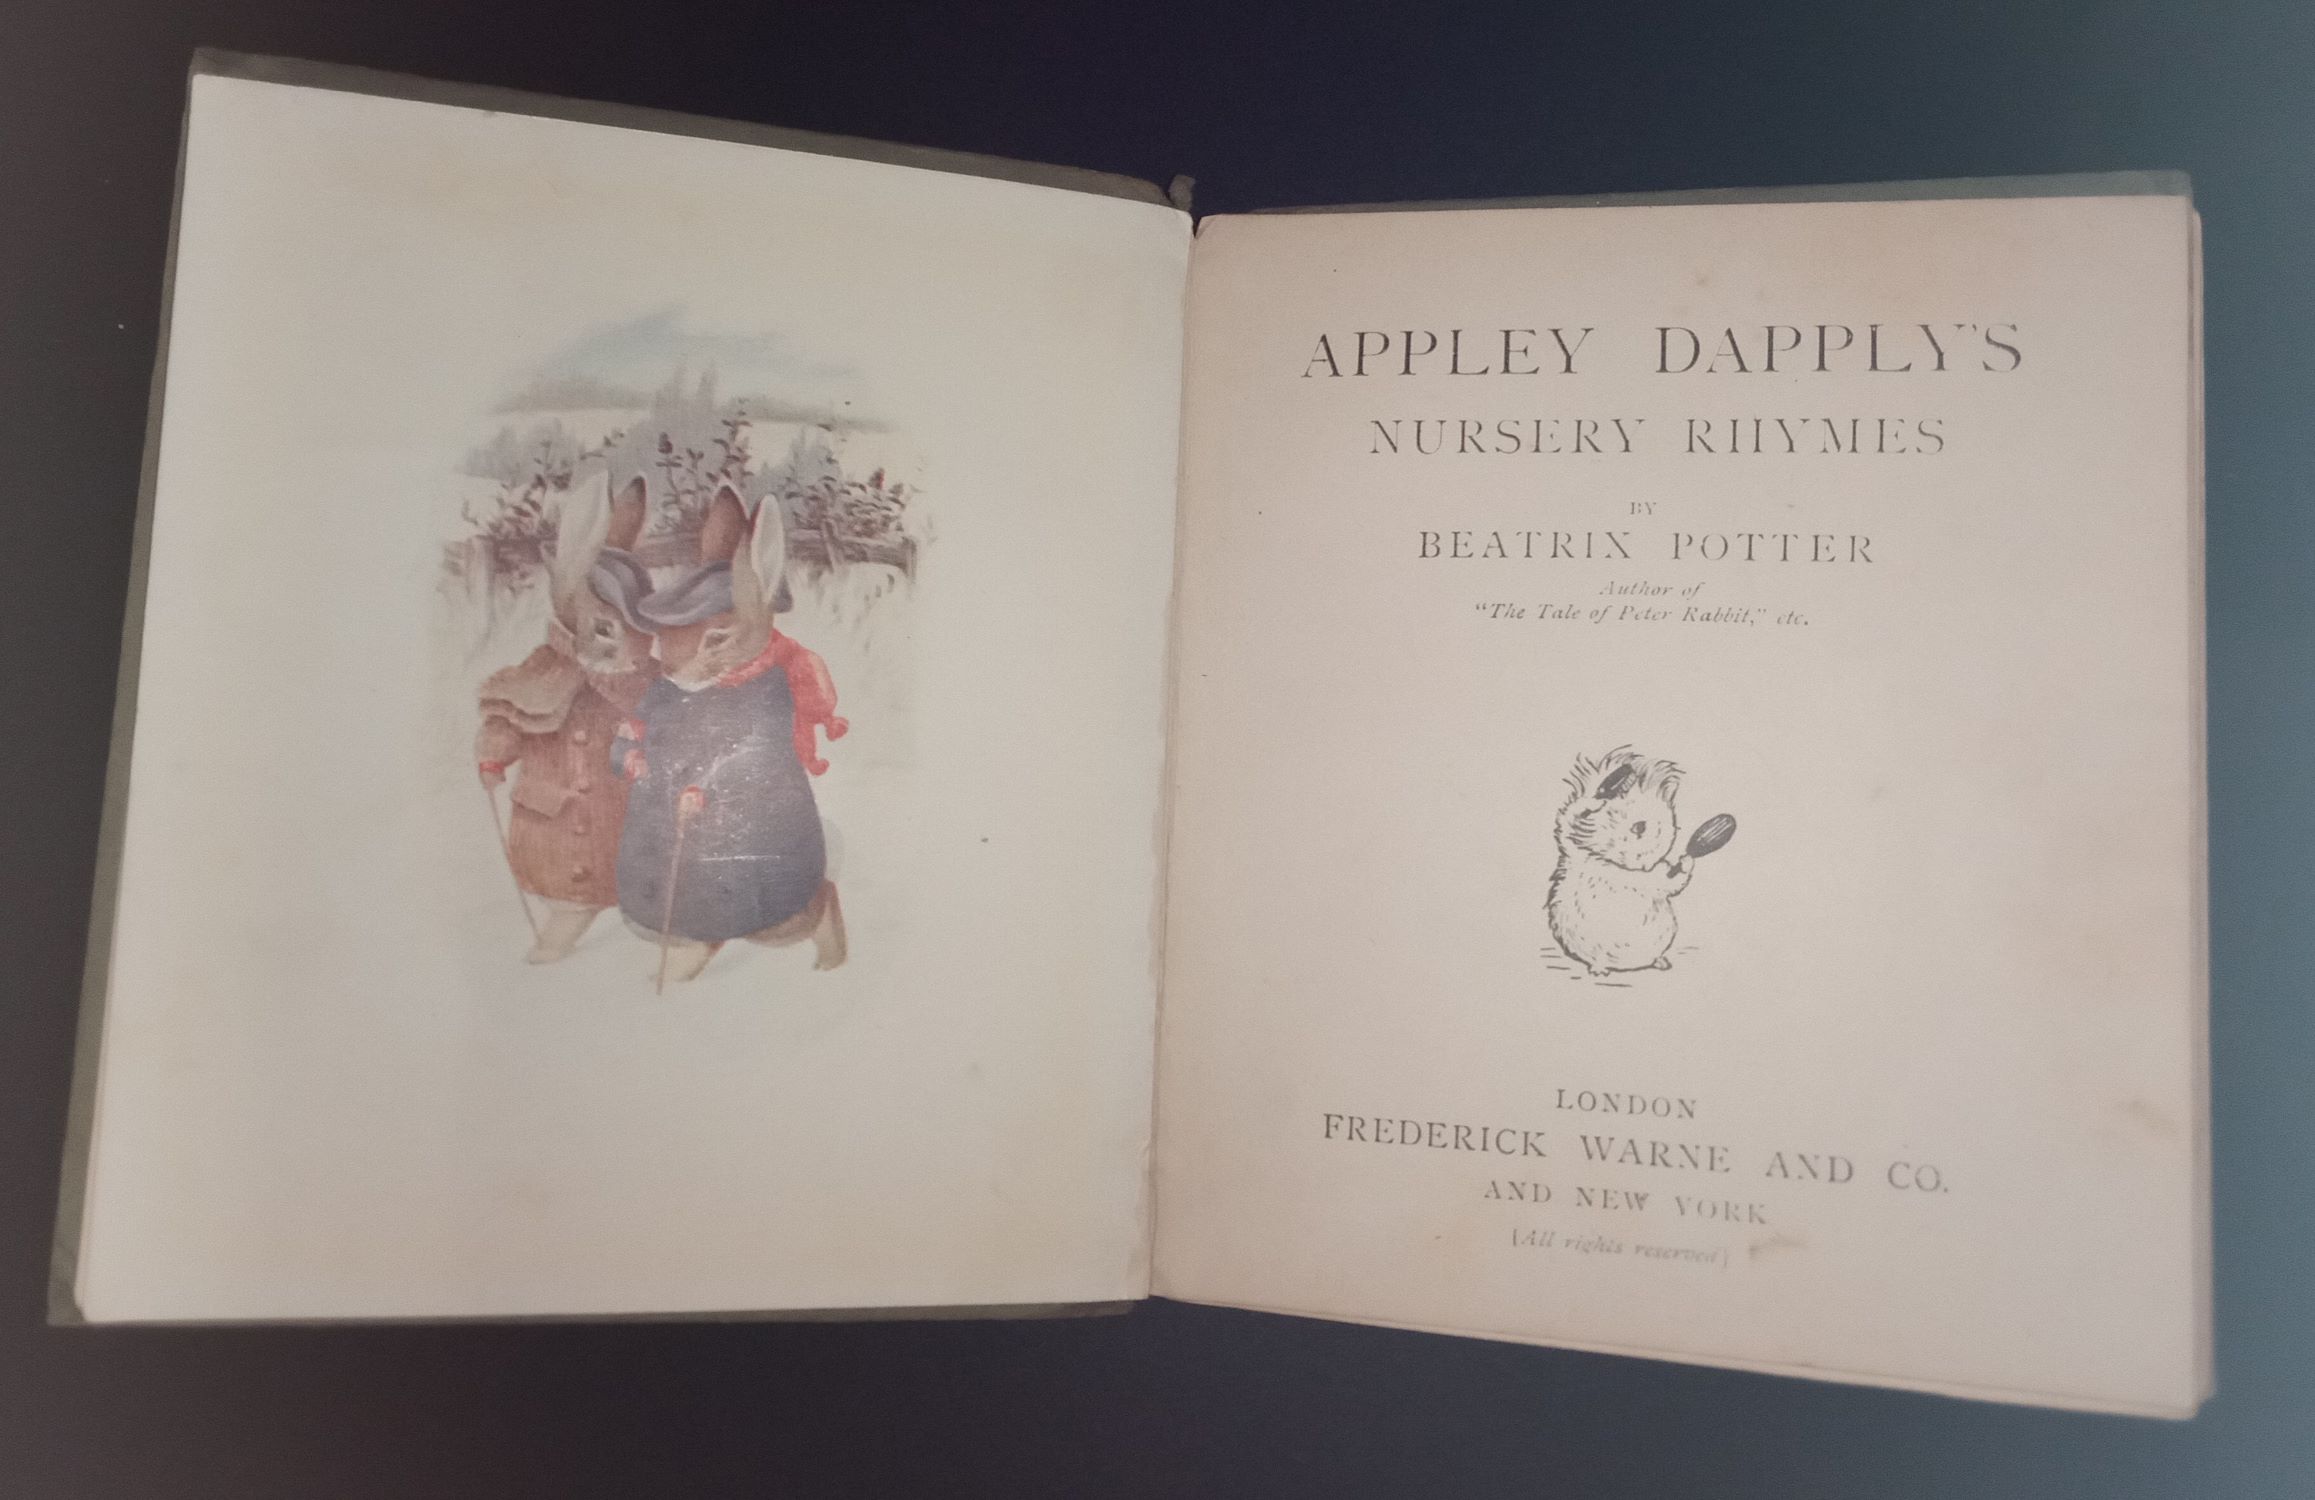 APPLEY DAPPLY'S
NURSERY RHYMES
BY
BEATRIX POTTER
Author of
“The Tale of Peter Rabbit,” etc.
LONDON
FREDERICK WARNE AND CO.
AND NEW YORK
[All rights reserved]